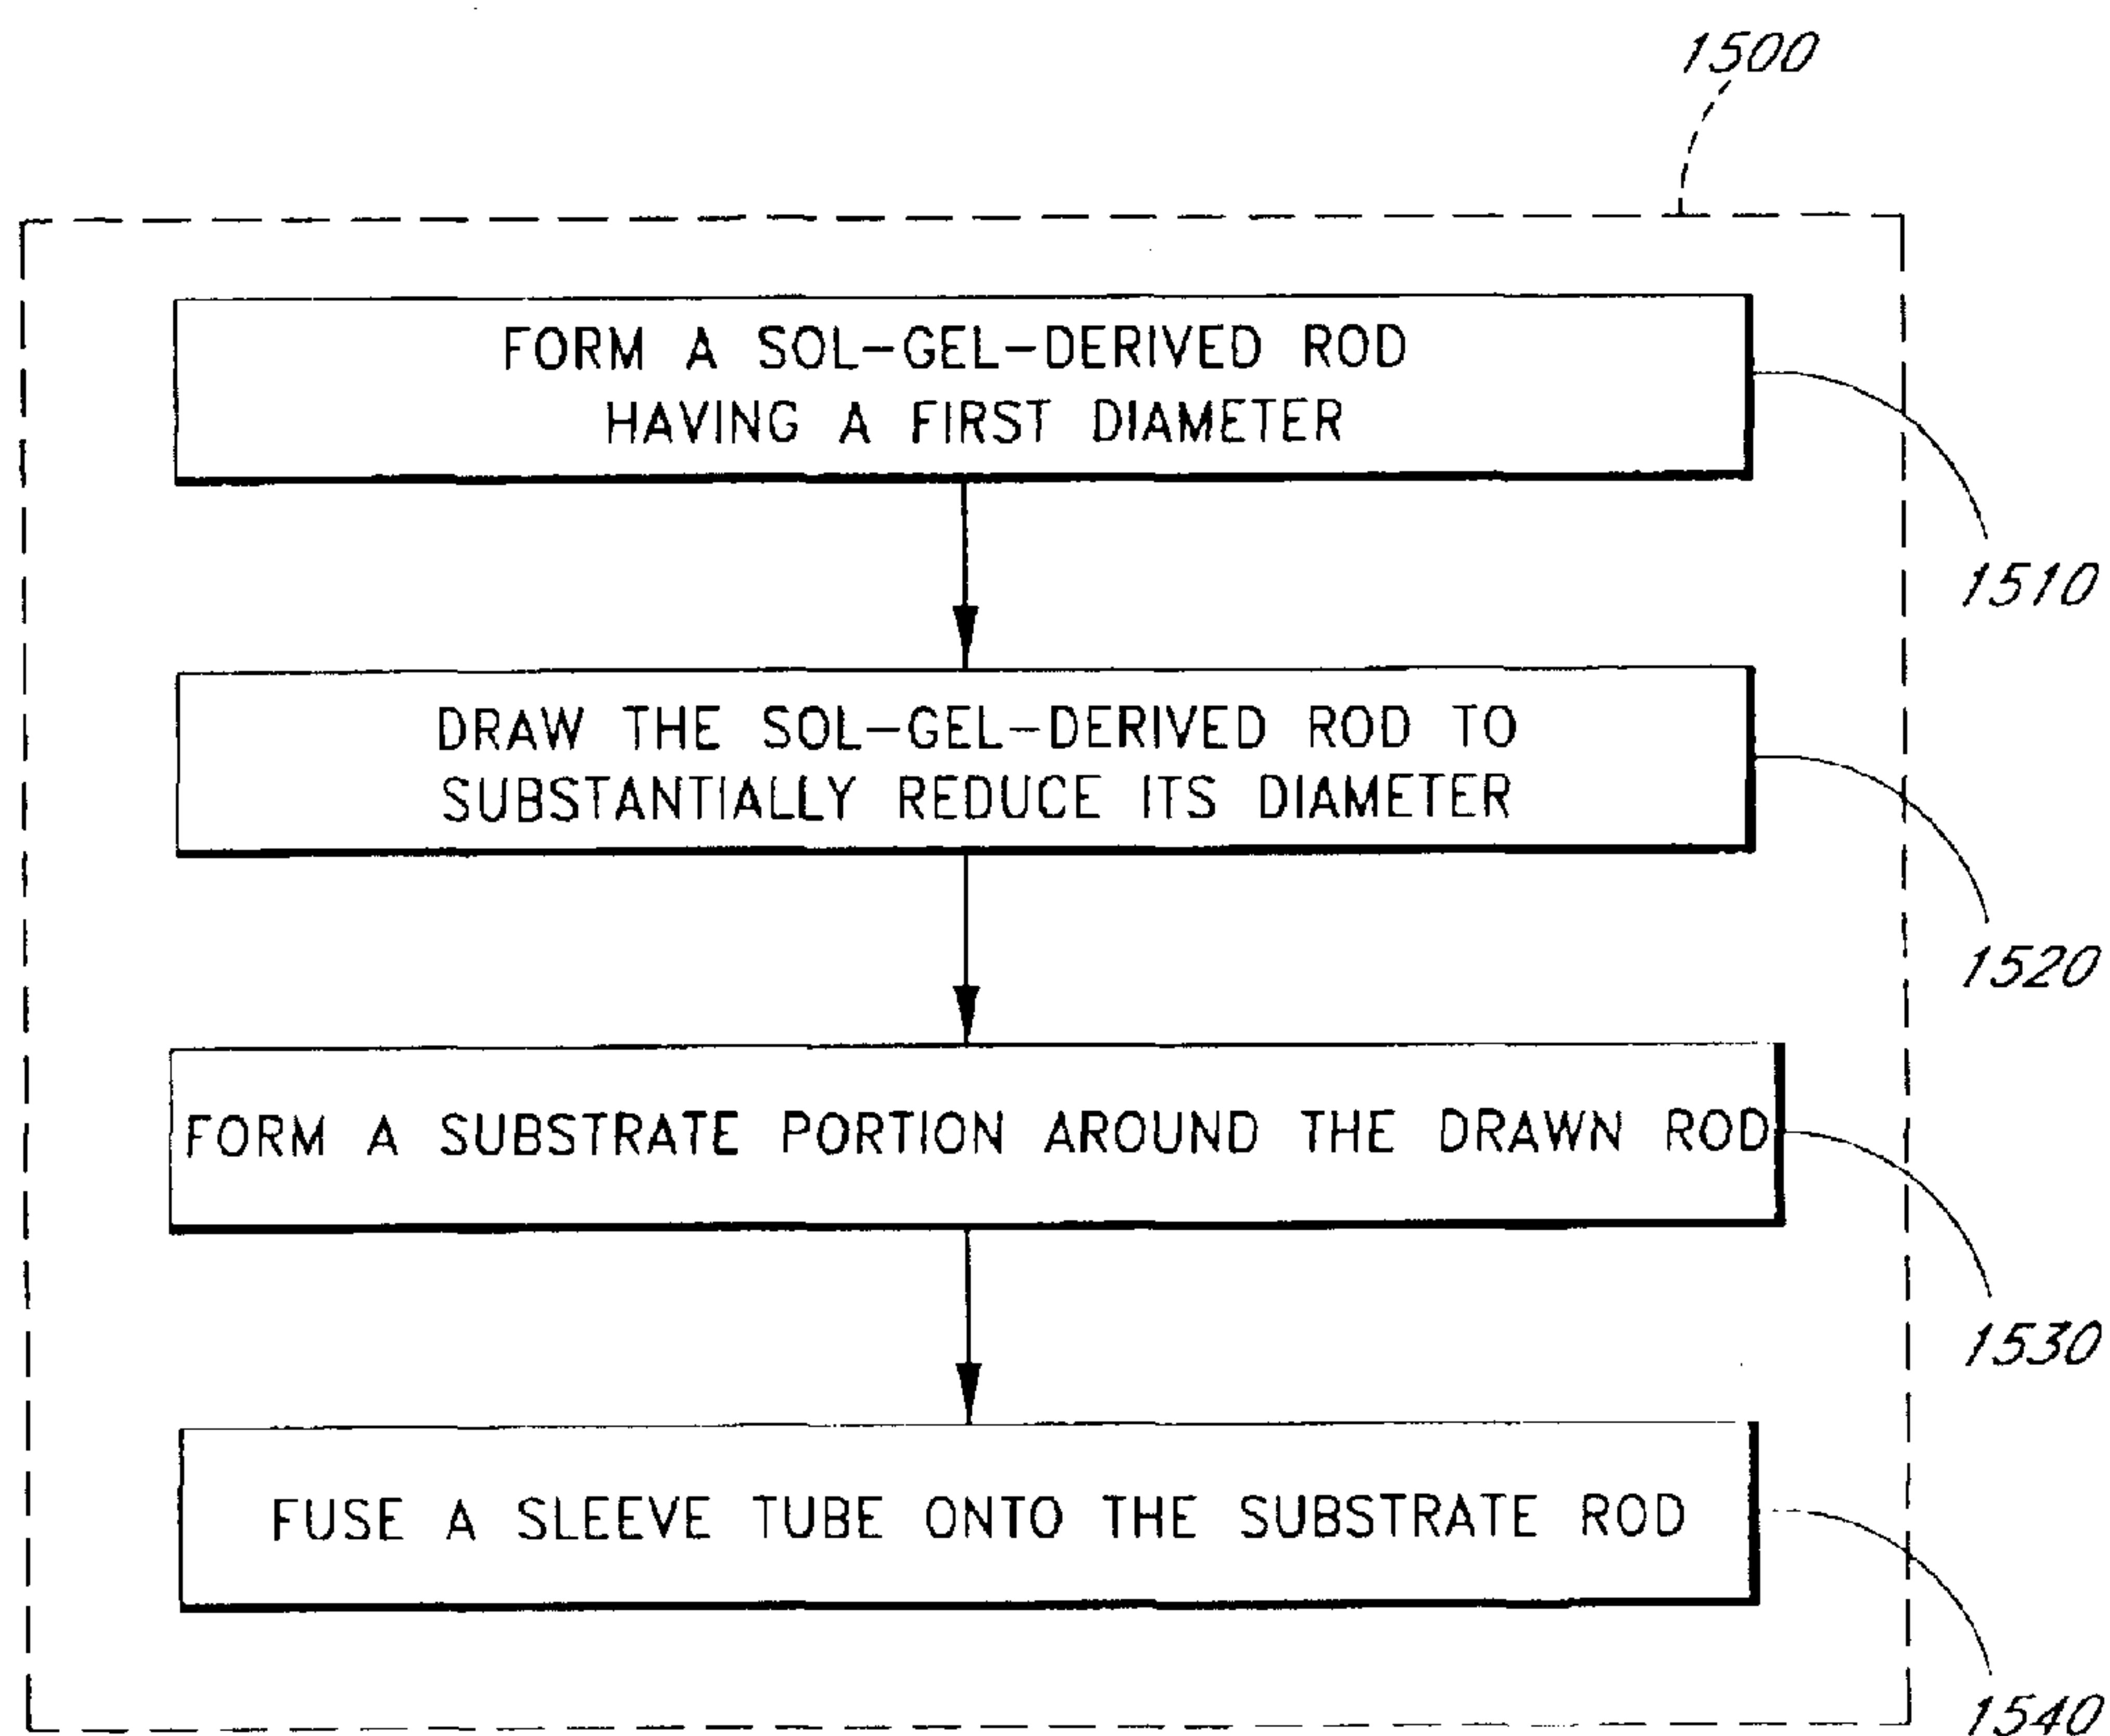 1500
FORM A SOL-GEL-DERIVED ROD
HAVING A FIRST DIAMETER
1510
DRAW THE SOL-GEL-DERIVED ROD TO
SUBSTANTIALLY REDUCE ITS DIAMETER
1520
FORM A SUBSTRATE PORTION AROUND THE DRAWN ROD
1530
FUSE A SLEEVE TUBE ONTO THE SUBSTRATE ROD
1540